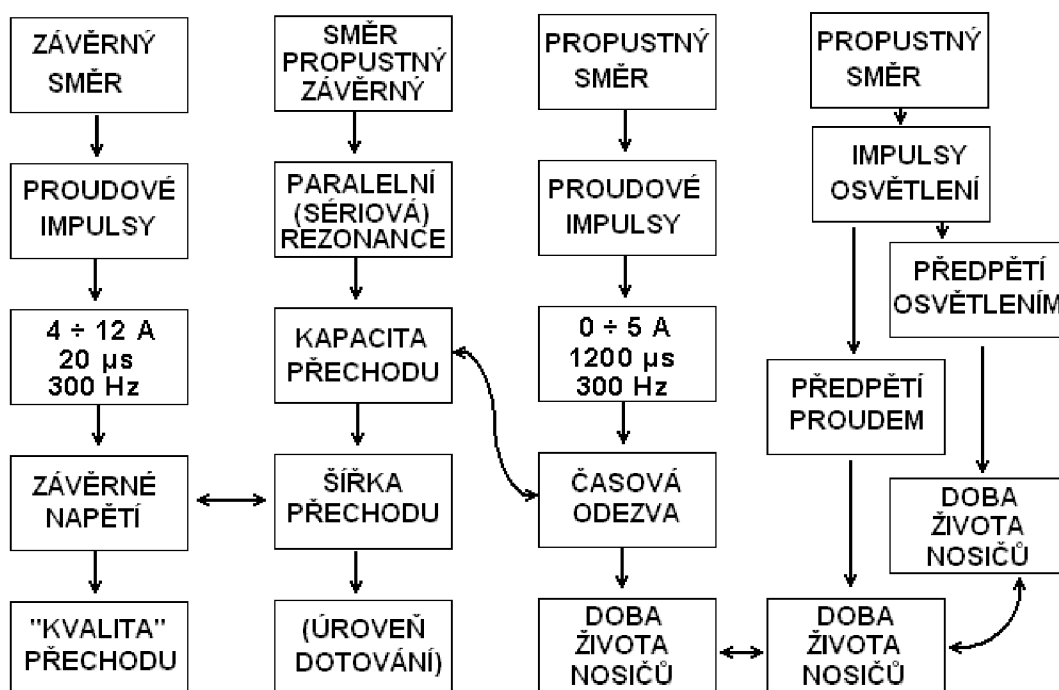 ZÁVĚRNÝ
SMĚR
PROUDOVÉ
IMPULSY
4 ÷ 12 A
20 µs
300 Hz
ZÁVĚRNÉ
NAPĚTÍ
"KVALITA"
PŘECHODU
SMĚR
PROPUSTNÝ
ZÁVĚRNÝ
PARALELNÍ
(SÉRIOVÁ)
REZONANCE
KAPACITA
PŘECHODU
ŠÍŘKA
PŘECHODU
(ÚROVEŇ
DOTOVÁNÍ)
PROPUSTNÝ
SMĚR
PROUDOVÉ
IMPULSY
0 ÷ 5 A
1200 µs
300 Hz
ČASOVÁ
ODEZVA
DOBA
ŽIVOTA
NOSIČŮ
PROPUSTNÝ
SMĚR
IMPULSY
OSVĚTLENÍ
PŘEDPĚTÍ
PROUDEM
DOBA
ŽIVOTA
NOSIČŮ
PŘEDPĚTÍ
OSVĚTLENÍM
DOBA
ŽIVOTA
NOSIČŮ